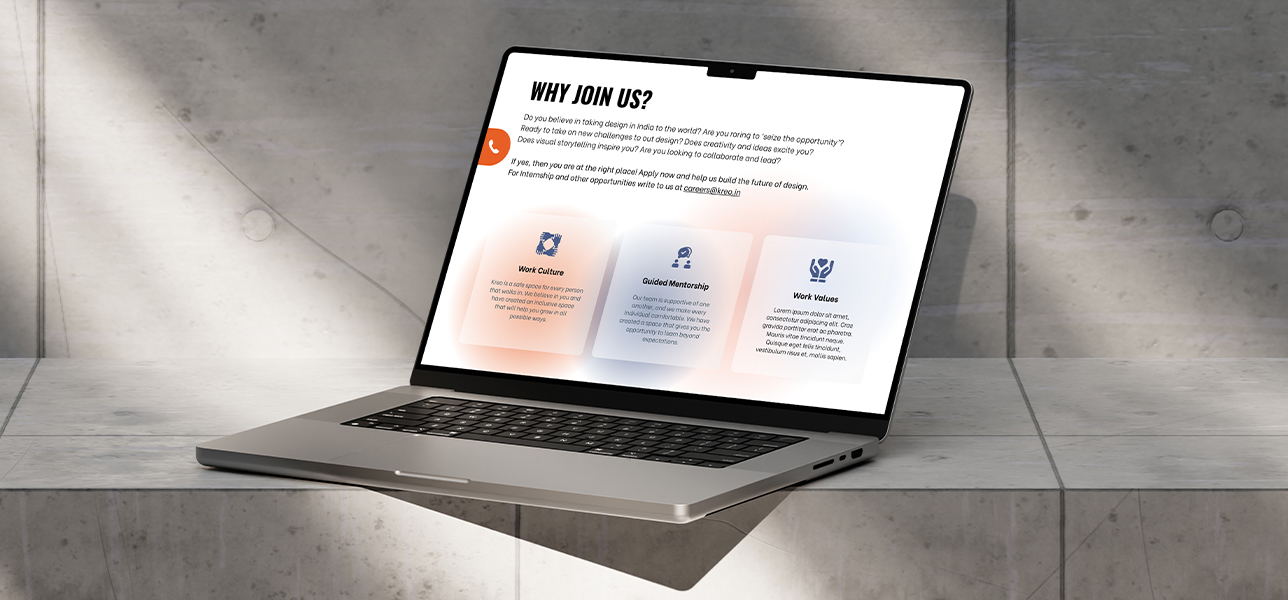 WHY JOIN US?
Do you believe in taking design in India to the world? Are you raring to 'seize the opportunity'?
Ready to take on new challenges to out design? Does creativity and ideas excite you?
Does visual storytelling inspire you? Are you looking to collaborate and lead?
If yes, then you are at the right place! Apply now and help us build the future of design.
For Internship and other opportunities write to us at careers@kreo.in
Work Culture
Kreo is a safe space for every person
that walks in. We believe in you and
have created an inclusive space
that will help you grow in all
possible ways.
Guided Mentorship
Our team is supportive of one
another, and we make every
individual comfortable. We have
created a space that gives you the
opportunity to learn beyond
expectations.
Work Values
Lorem ipsum dolor sit amet,
consectetur adipiscing elit. Cras
gravida porttitor erat ac pharetra.
Mauris vitae tincidunt neque.
Quisque eget felis tincidunt,
vestibulum risus et, mollis sapien.